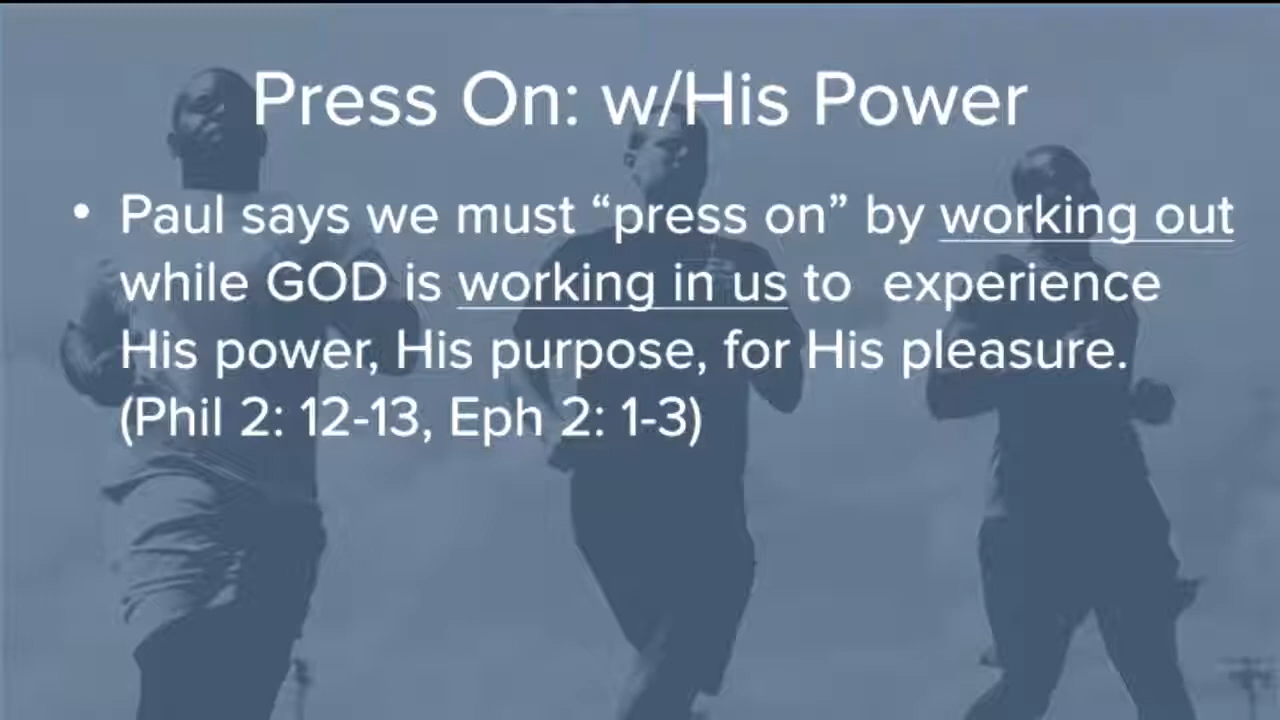 Press On: w/His Power
• Paul says we must “press on” by working out
while GOD is working in us to  experience
His power, His purpose, for His pleasure.
(Phil 2: 12-13, Eph 2: 1-3)